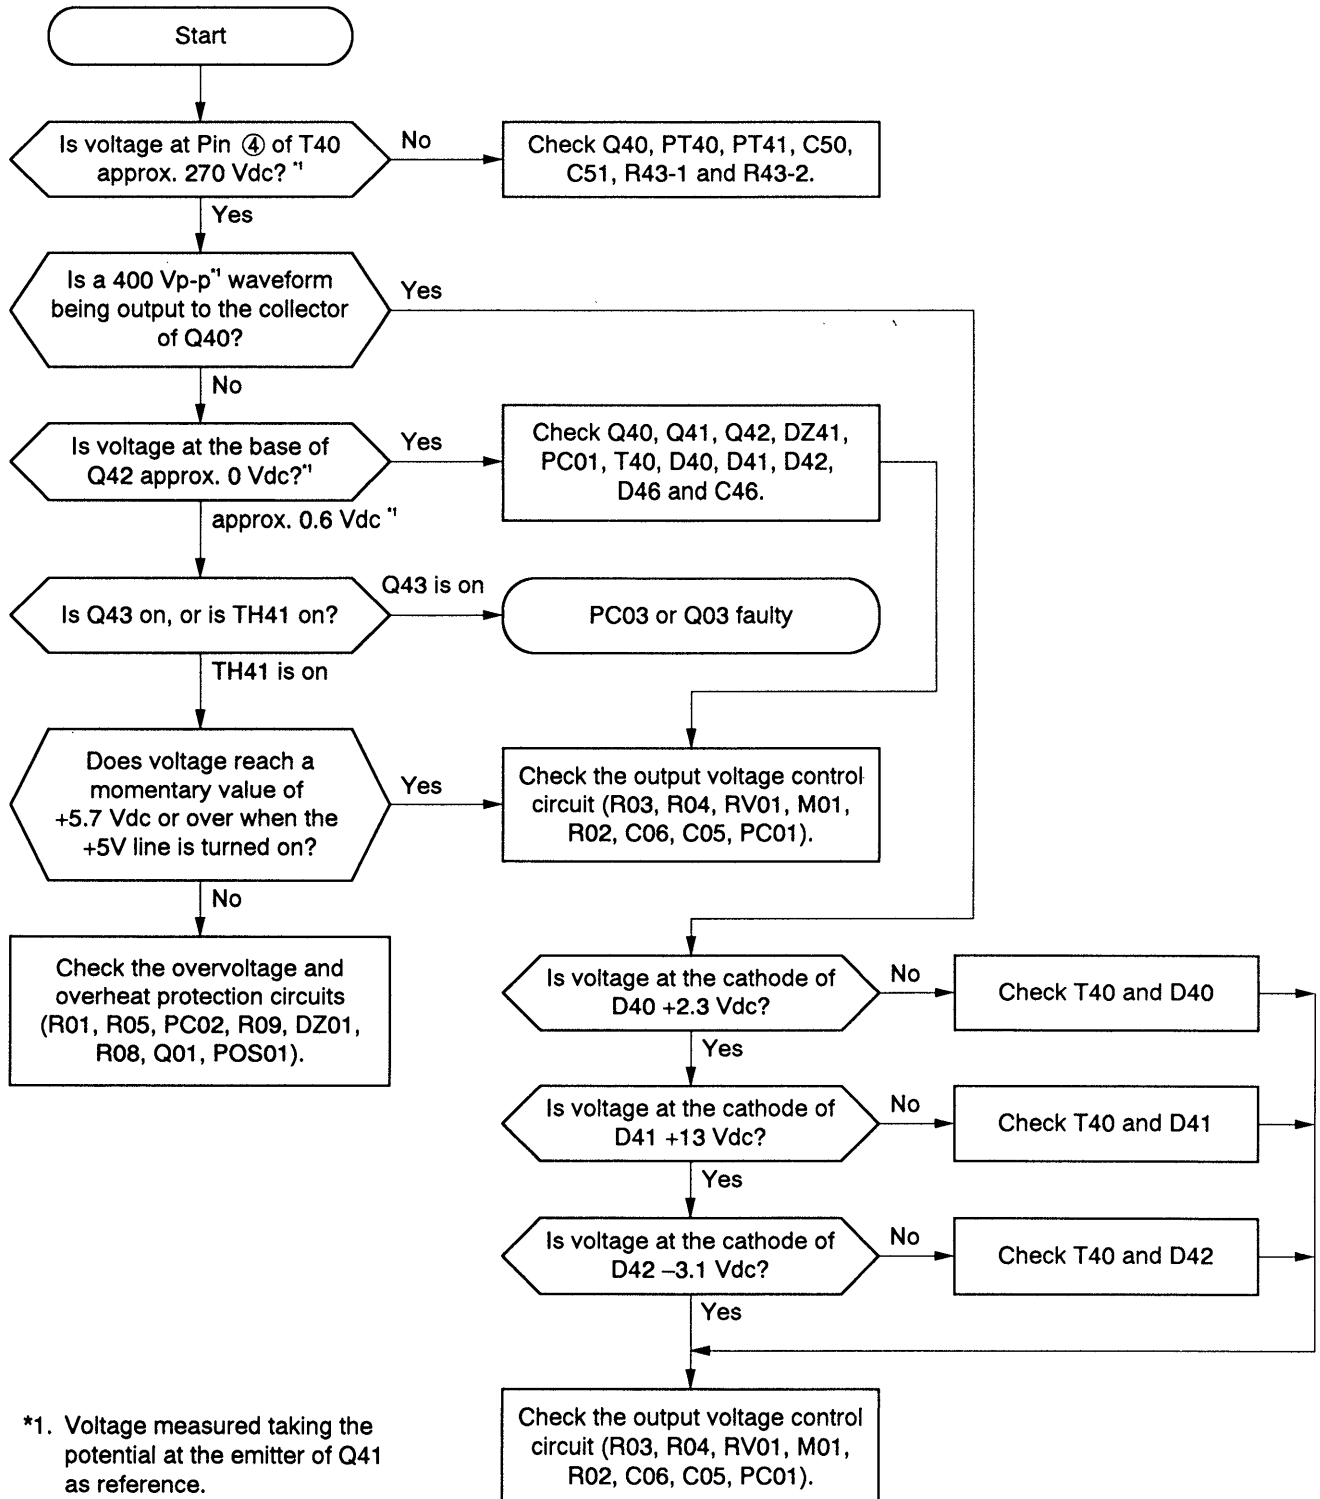 Start
Is voltage at Pin ④ of T40
approx. 270 Vdc? *1
No
Check Q40, PT40, PT41, C50,
C51, R43-1 and R43-2.
Yes
Is a 400 Vp-p*1 waveform
being output to the collector
of Q40?
Yes
No
Is voltage at the base of
Q42 approx. 0 Vdc?*1
Yes
Check Q40, Q41, Q42, DZ41,
PC01, T40, D40, D41, D42,
D46 and C46.
approx. 0.6 Vdc *1
Is Q43 on, or is TH41 on?
Q43 is on
PC03 or Q03 faulty
TH41 is on
Does voltage reach a
momentary value of
+5.7 Vdc or over when the
+5V line is turned on?
Yes
Check the output voltage control
circuit (R03, R04, RV01, M01,
R02, C06, C05, PC01).
No
Check the overvoltage and
overheat protection circuits
(R01, R05, PC02, R09, DZ01,
R08, Q01, POS01).
Is voltage at the cathode of
D40 +2.3 Vdc?
No
Check T40 and D40
Yes
Is voltage at the cathode of
D41 +13 Vdc?
No
Check T40 and D41
Yes
Is voltage at the cathode of
D42 –3.1 Vdc?
No
Check T40 and D42
Yes
Check the output voltage control
circuit (R03, R04, RV01, M01,
R02, C06, C05, PC01).
*1. Voltage measured taking the
potential at the emitter of Q41
as reference.